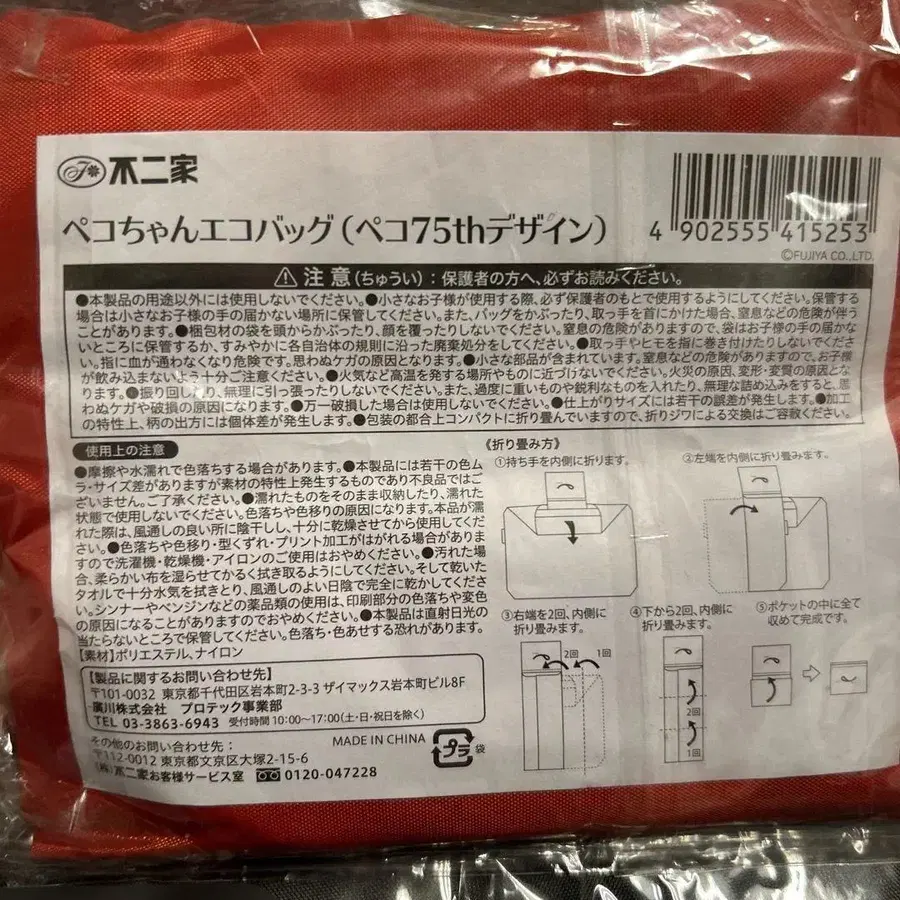 不二家
ペコちゃんエコバッグ(ペコ75thデザイン)
4 902555 415253
©FUJIYA CO.,LTD.
⚠注意(ちゅうい):保護者の方へ、必ずお読みください。
●本製品の用途以外には使用しないでください。●小さなお子様が使用する際、必ず保護者のもとで使用するようにしてください。保管する
場合は小さなお子様の手の届かない場所に保管してください。また、バッグをかぶったり、取っ手を首にかけた場合、窒息などの危険が伴う
ことがあります。●梱包材の袋を頭からかぶったり、顔を覆ったりしないでください。窒息の危険がありますので、袋はお子様の手の届かな
いところに保管するか、すみやかに各自治体の規則に沿った廃棄処分をしてください。●取っ手やヒモを指に巻き付けたりしないでくださ
い。指に血が通わなくなり危険です。思わぬケガの原因となります。●小さな部品が含まれています。窒息などの危険がありますので、お子様
が飲み込まないよう十分ご注意ください。●火気など高温を発する場所やものに近づけないでください。火災の原因、変形・変質の原因とな
ります。●振り回したり、無理に引っ張ったりしないでください。また、過度に重いものや鋭利なものを入れたり、無理な詰め込みをすると、思
わぬケガや破損の原因になります。●万一破損した場合は使用しないでください。●仕上がりサイズには若干の誤差が発生します。●加工
の特性上、柄の出方には個体差が発生します。●包装の都合上コンパクトに折り畳んでいますので、折りジワによる交換はご容赦ください。
使用上の注意
●摩擦や水濡れで色落ちする場合があります。●本製品には若干の色ム
ラ・サイズ差がありますが素材の特性上発生するものであり不良品ではご
ざいません。ご了承ください。●濡れたものをそのまま収納したり、濡れた
状態で使用しないでください。色落ちや色移りの原因になります。本品が濡
れた際は、風通しの良い所に陰干しし、十分に乾燥させてから使用してくだ
さい。●色落ちや色移り・型くずれ・プリント加工がはがれる場合がありま
すので洗濯機・乾燥機・アイロンのご使用はおやめください。●汚れた場
合、柔らかい布を湿らせてかるく拭き取るようにしてください。そして乾いた
タオルで十分水気を拭きとり、風通しのよい日陰で完全に乾かしてくださ
い。シンナーやベンジンなどの薬品類の使用は、印刷部分の色落ちや変色
の原因になることがありますのでおやめください。●本製品は直射日光の
当たらないところで保管してください。色落ち・色あせする恐れがあります。
【素材】ポリエステル、ナイロン
【製品に関するお問い合わせ先】
〒101-0032 東京都千代田区岩本町2-3-3 ザイマックス岩本町ビル8F
廣川株式会社 プロテック事業部
TEL 03-3863-6943 受付時間 10:00〜17:00(土・日・祝日を除く)
その他のお問い合わせ先:
〒112-0012 東京都文京区大塚2-15-6
(株)不二家お客様サービス室 0120-047228
MADE IN CHINA
プラ 袋
《折り畳み方》
①持ち手を内側に折ります。
②左端を内側に折り畳みます。
③右端を2回、内側に
折り畳みます。
2回 1回
④下から2回、内側に
折り畳みます。
2回
1回
⑤ポケットの中に全て
収めて完成です。